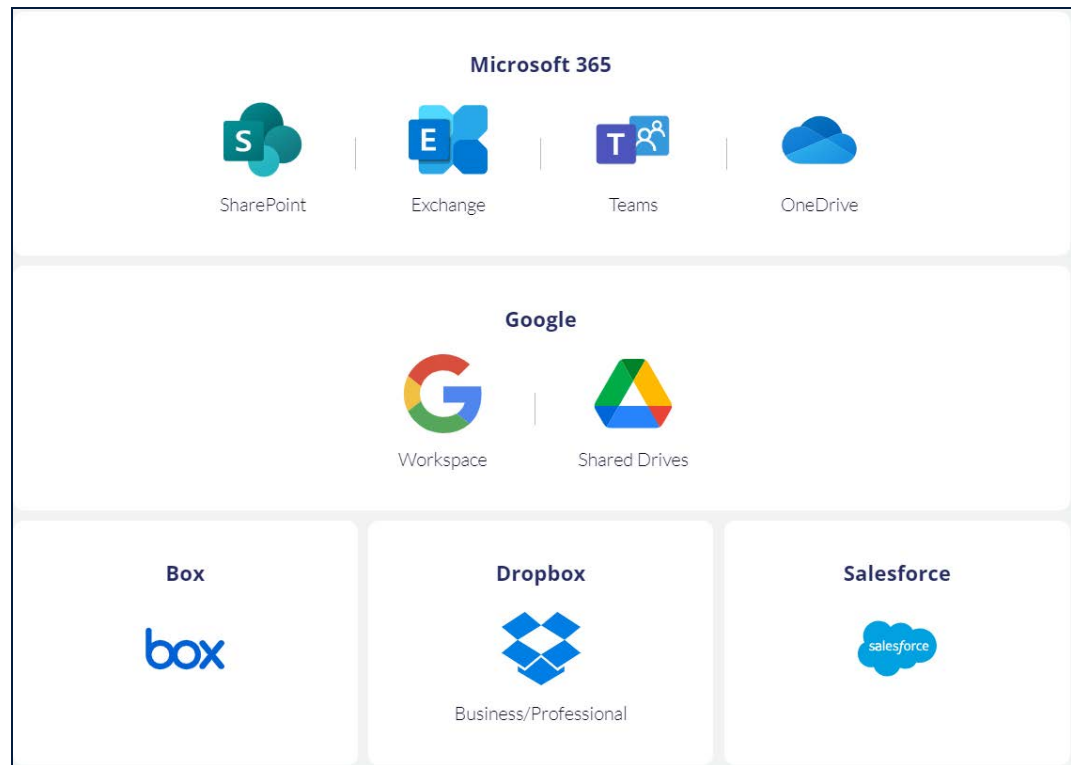 Microsoft 365
S
E
T
SharePoint
Exchange
Teams
OneDrive
Google
G
Workspace
Shared Drives
Box
Dropbox
Salesforce
box
salesforce
Business/Professional